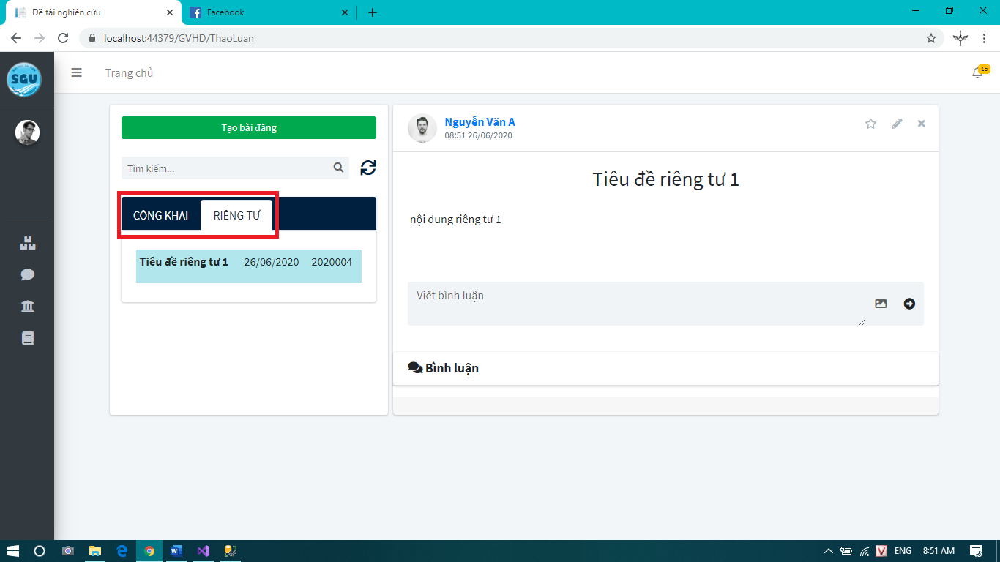 Đề tài nghiên cứu
Facebook
localhost:44379/GVHD/ThaoLuan
SGU
Trang chủ
15
Tạo bài đăng
Tìm kiếm...
CÔNG KHAI
RIÊNG TƯ
Tiêu đề riêng tư 1 26/06/2020 2020004
Nguyễn Văn A
08:51 26/06/2020
Tiêu đề riêng tư 1
nội dung riêng tư 1
Viết bình luận
Bình luận
ENG
8:51 AM